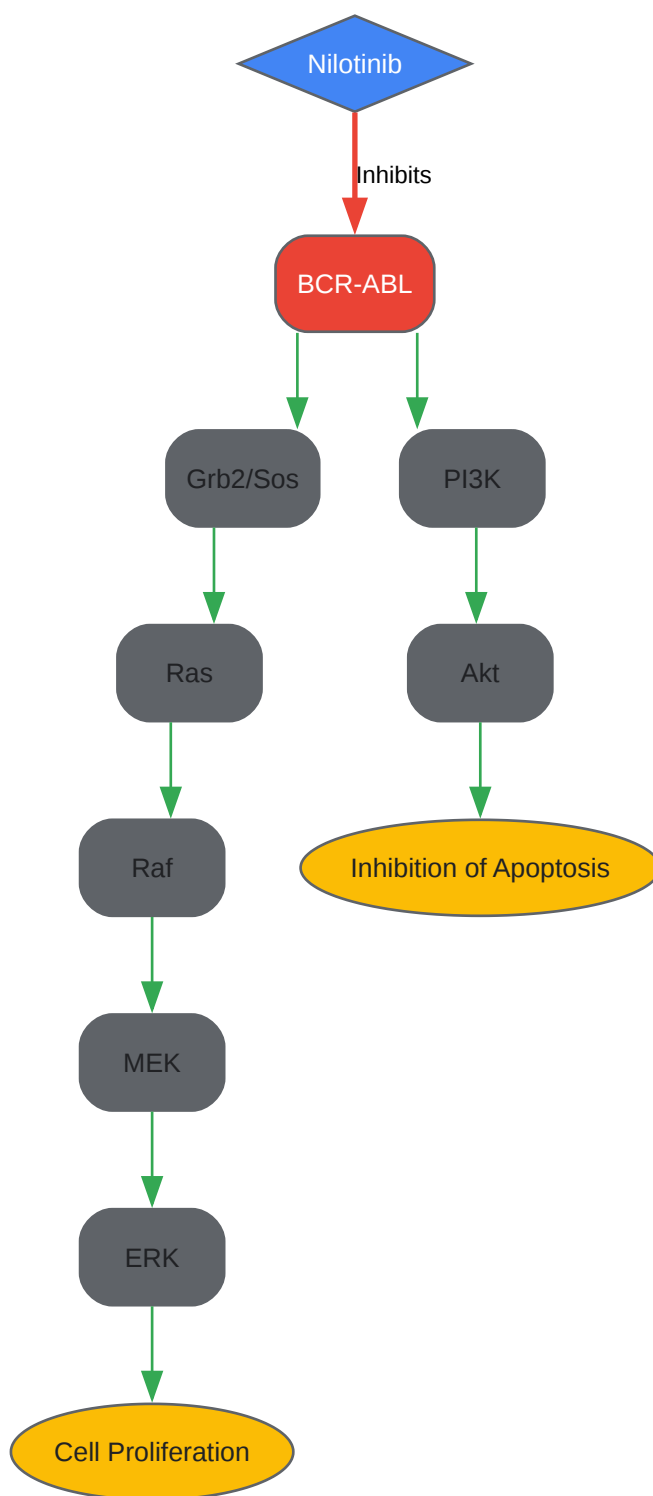 Nilotinib
Inhibits
BCR-ABL
Grb2/Sos
PI3K
Ras
Akt
Raf
Inhibition of Apoptosis
MEK
ERK
Cell Proliferation